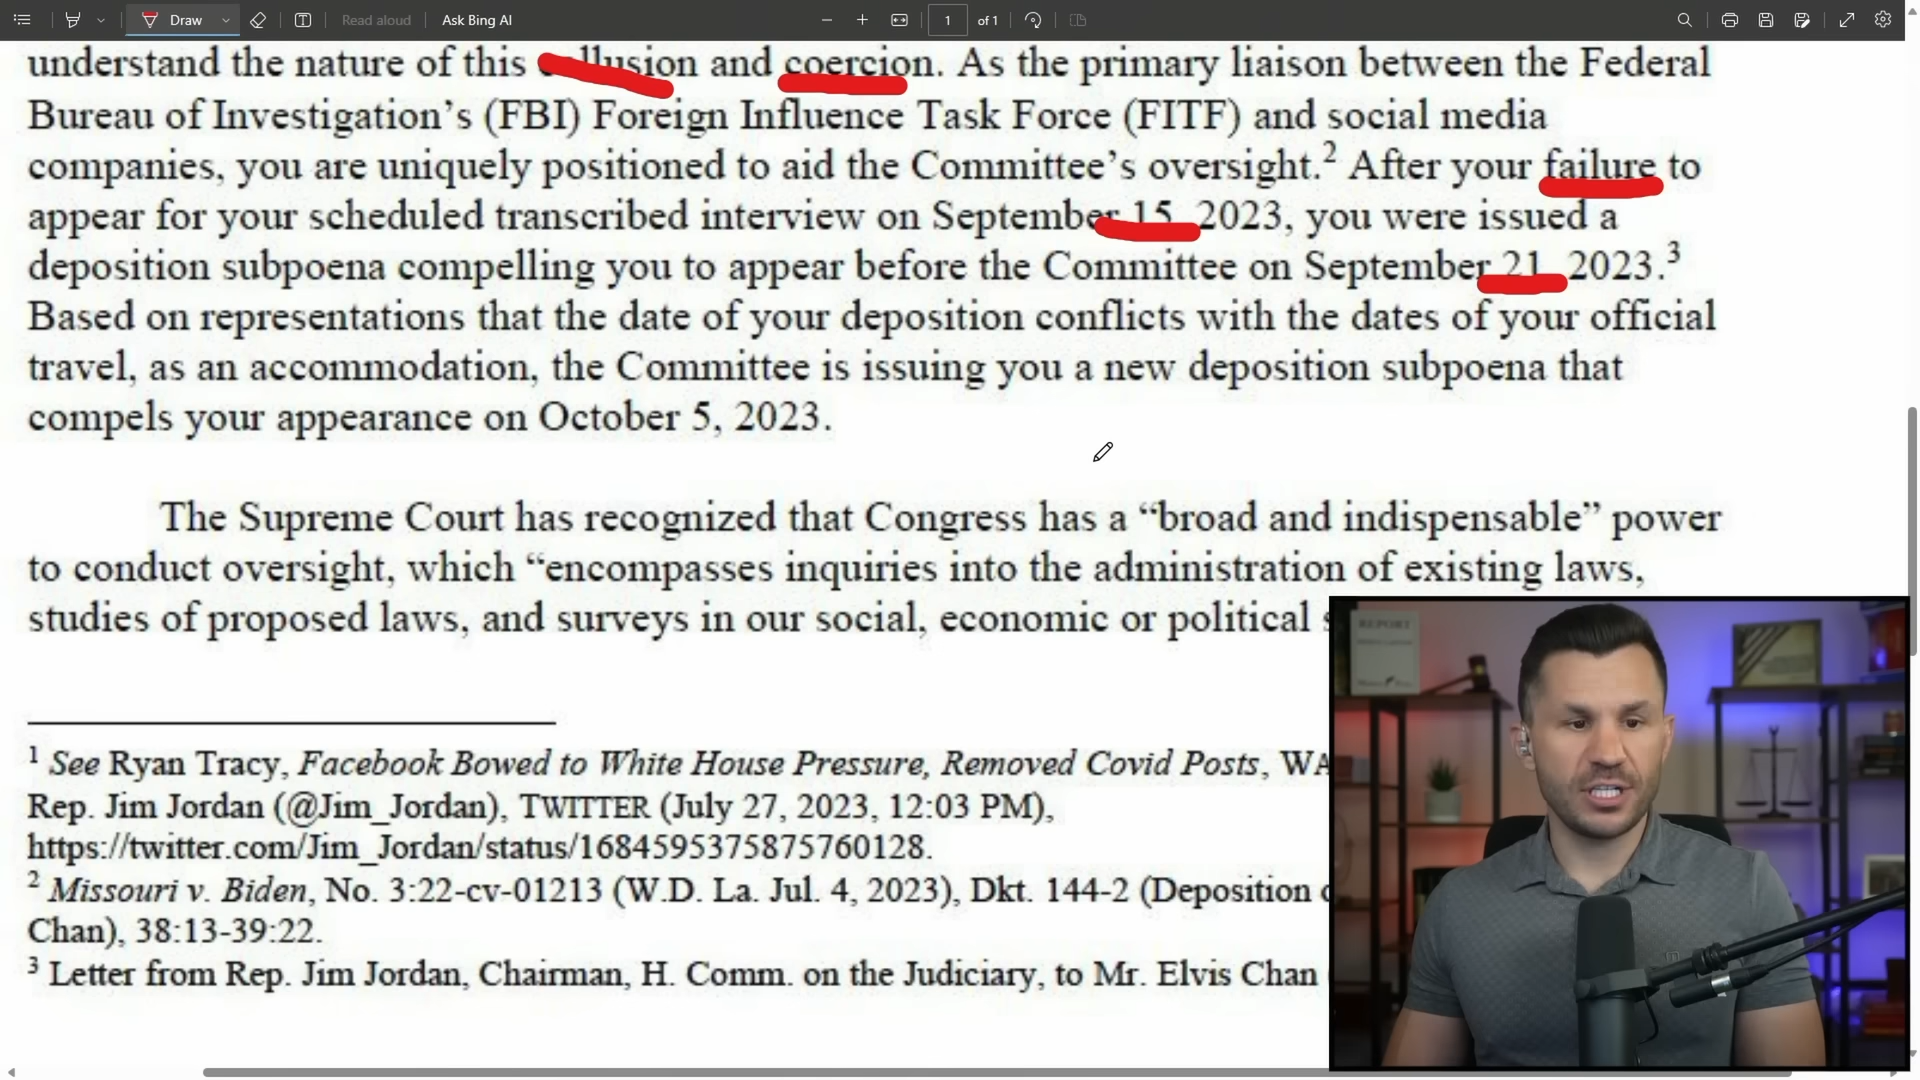 Draw
Read aloud
Ask Bing AI
1
of 1
understand the nature of this collusion and coercion. As the primary liaison between the Federal
Bureau of Investigation’s (FBI) Foreign Influence Task Force (FITF) and social media
companies, you are uniquely positioned to aid the Committee’s oversight.2 After your failure to
appear for your scheduled transcribed interview on September 15, 2023, you were issued a
deposition subpoena compelling you to appear before the Committee on September 21, 2023.3
Based on representations that the date of your deposition conflicts with the dates of your official
travel, as an accommodation, the Committee is issuing you a new deposition subpoena that
compels your appearance on October 5, 2023.
The Supreme Court has recognized that Congress has a “broad and indispensable” power
to conduct oversight, which “encompasses inquiries into the administration of existing laws,
studies of proposed laws, and surveys in our social, economic or political
1 See Ryan Tracy, Facebook Bowed to White House Pressure, Removed Covid Posts,
Rep. Jim Jordan (@Jim_Jordan), TWITTER (July 27, 2023, 12:03 PM),
https://twitter.com/Jim_Jordan/status/1684595375875760128.
2 Missouri v. Biden, No. 3:22-cv-01213 (W.D. La. Jul. 4, 2023), Dkt. 144-2 (Deposition
Chan), 38:13-39:22.
3 Letter from Rep. Jim Jordan, Chairman, H. Comm. on the Judiciary, to Mr. Elvis Chan
REPORT